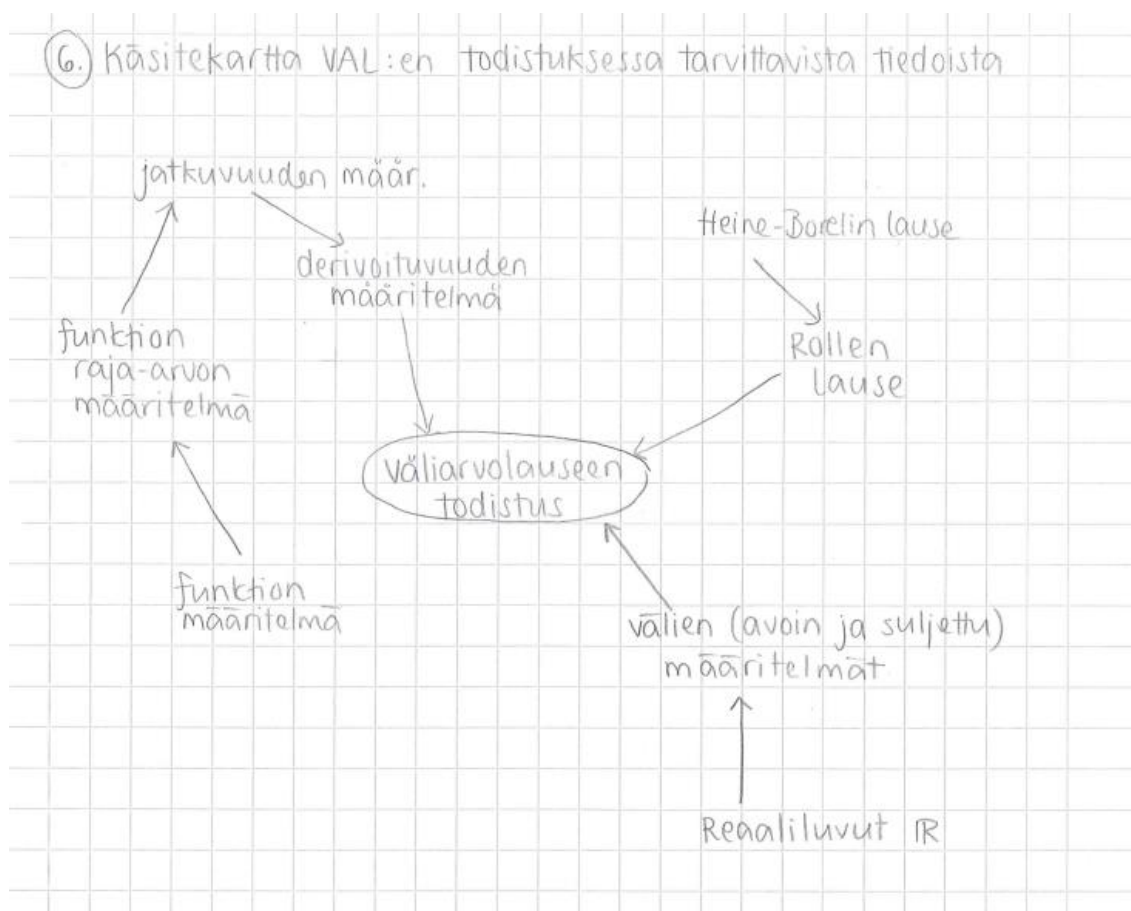 6. Käsitekartta VAL:en todistuksessa tarvittavista tiedoista
jatkuvuuden määr.
Heine-Borelin lause
derivoituvuuden
määritelmä
funktion
raja-arvon
määritelmä
Rollen
lause
väliarvolauseen
todistus
funktion
määritelmä
välien (avoin ja suljettu)
määritelmät
Reaaliluvut ℝ